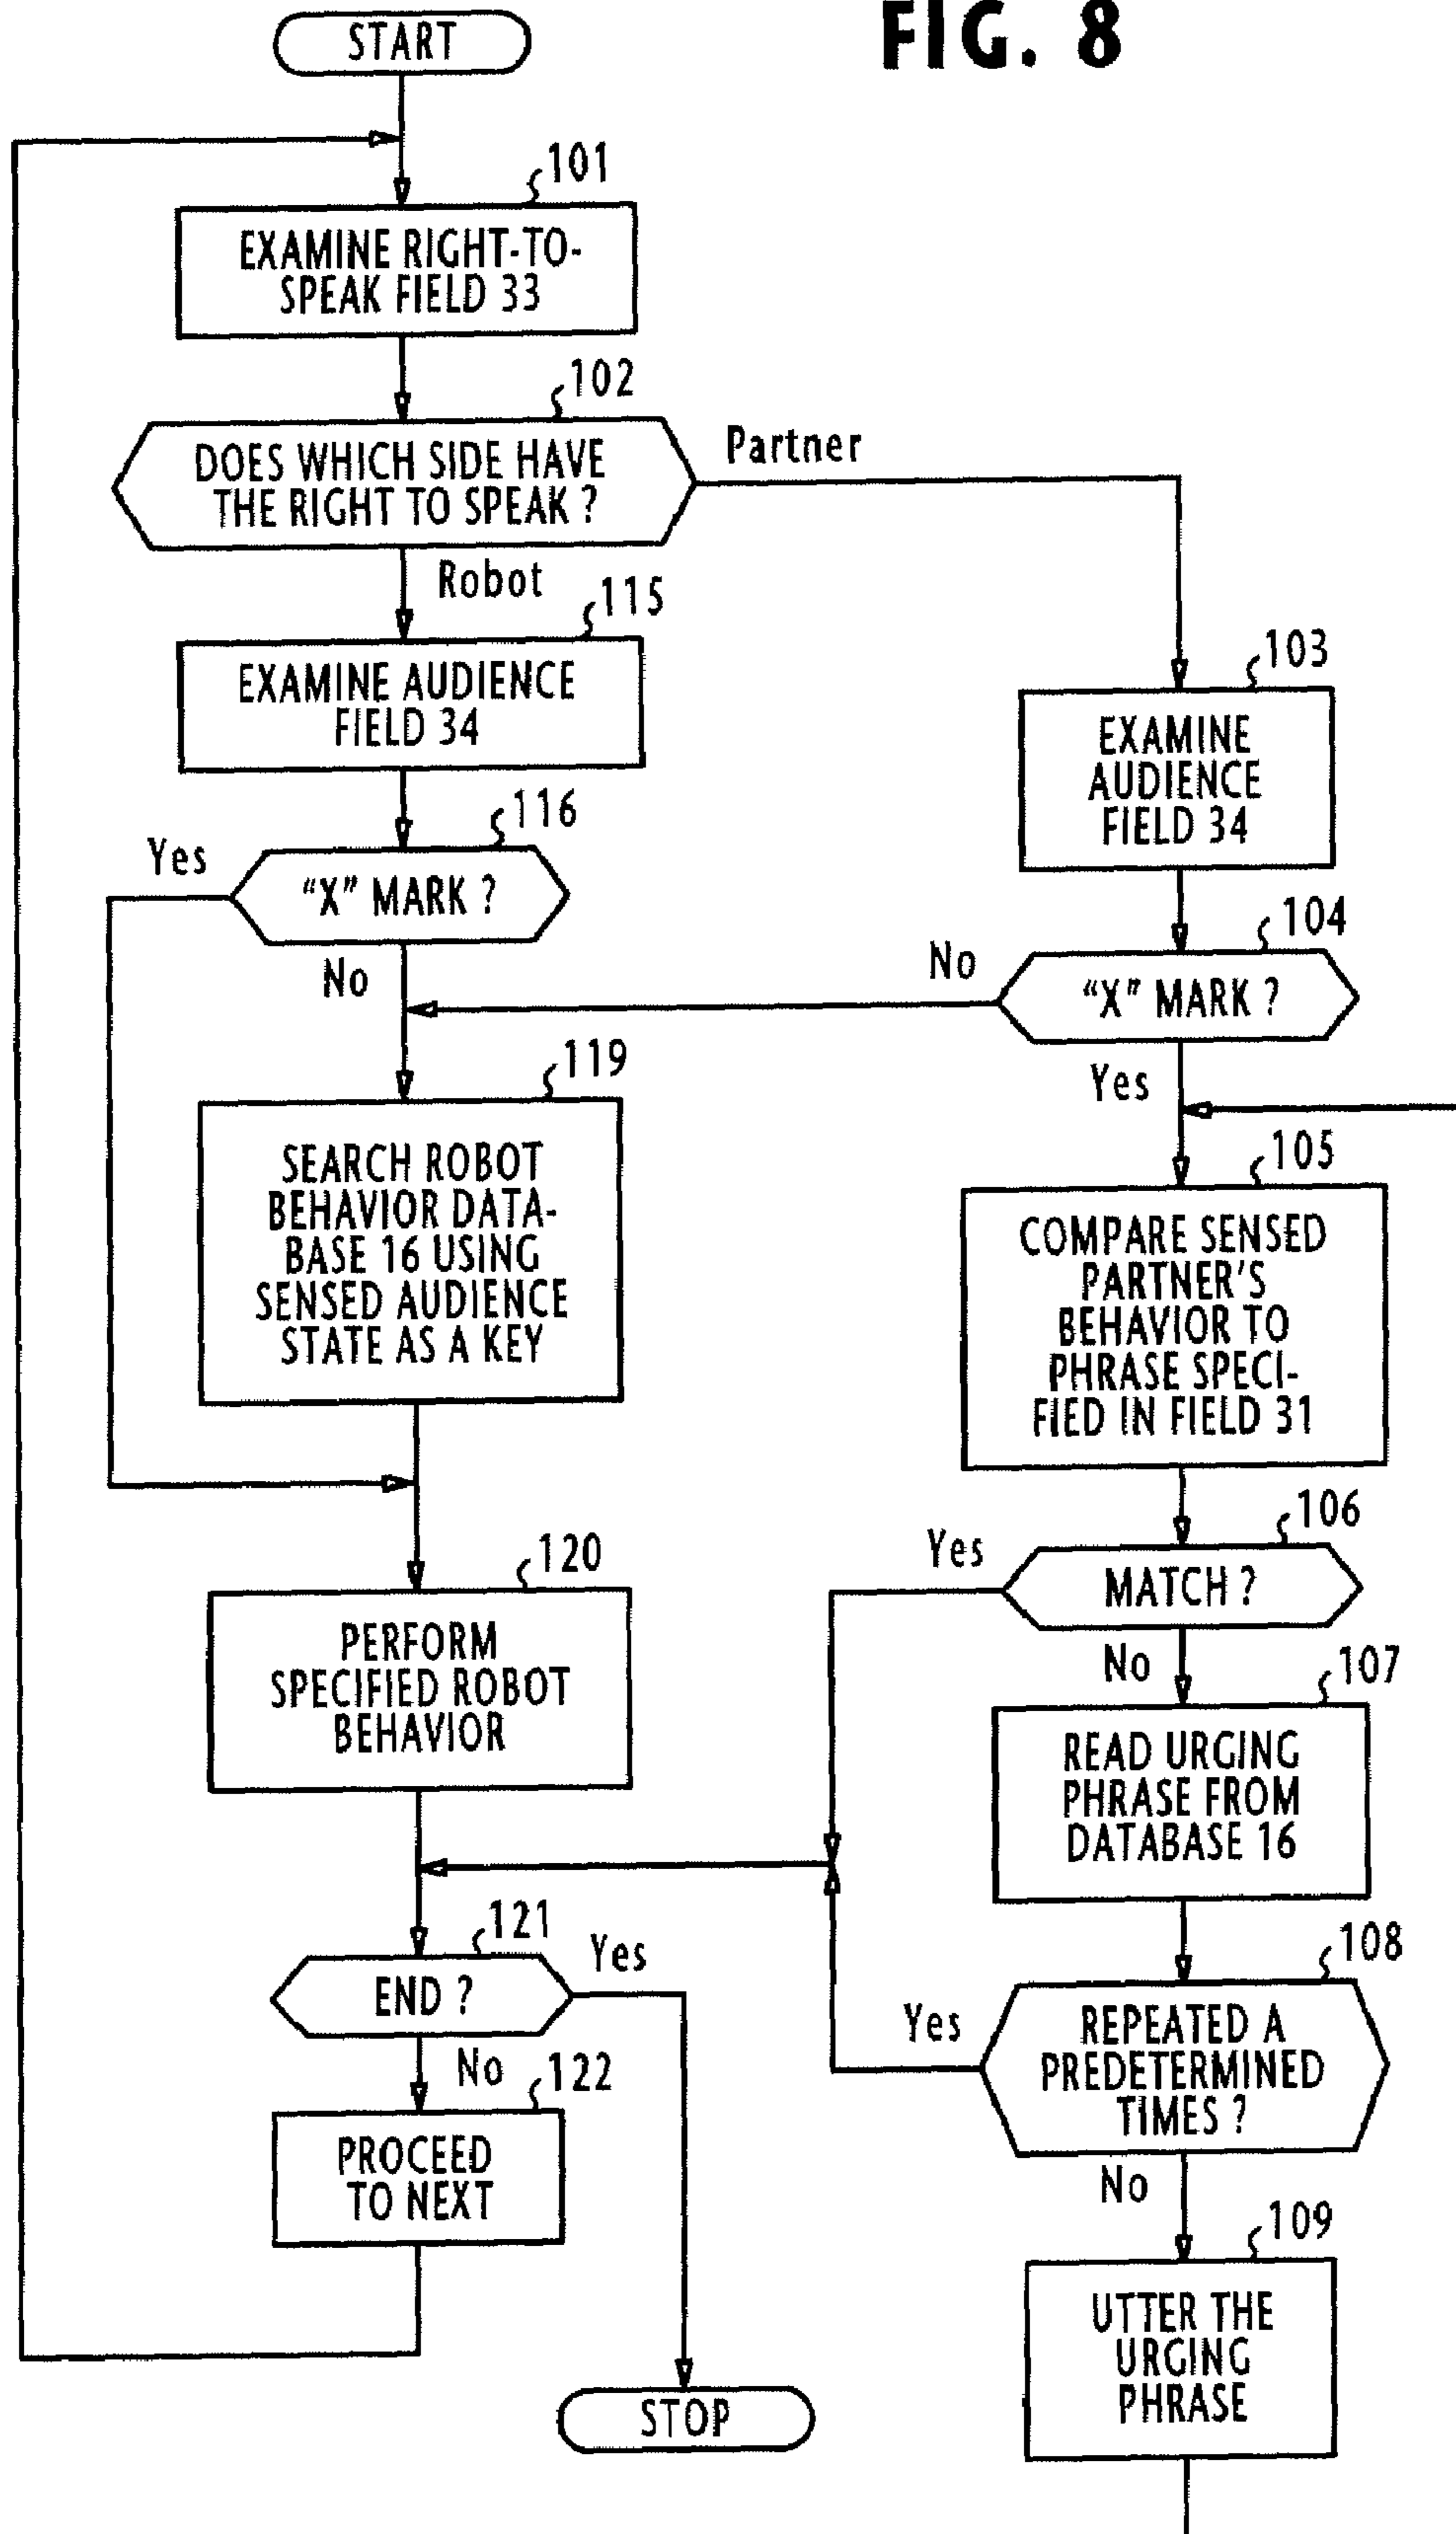 FIG. 8
START
101
EXAMINE RIGHT-TO-
SPEAK FIELD 33
102
DOES WHICH SIDE HAVE
THE RIGHT TO SPEAK ?
Partner
Robot
115
EXAMINE AUDIENCE
FIELD 34
116
Yes
“X” MARK ?
No
103
EXAMINE
AUDIENCE
FIELD 34
104
No
“X” MARK ?
Yes
119
SEARCH ROBOT
BEHAVIOR DATA-
BASE 16 USING
SENSED AUDIENCE
STATE AS A KEY
105
COMPARE SENSED
PARTNER'S
BEHAVIOR TO
PHRASE SPECI-
FIED IN FIELD 31
106
Yes
MATCH ?
No
120
PERFORM
SPECIFIED ROBOT
BEHAVIOR
107
READ URGING
PHRASE FROM
DATABASE 16
121
END ?
Yes
No
108
Yes
REPEATED A
PREDETERMINED
TIMES ?
No
122
PROCEED
TO NEXT
109
UTTER THE
URGING
PHRASE
STOP